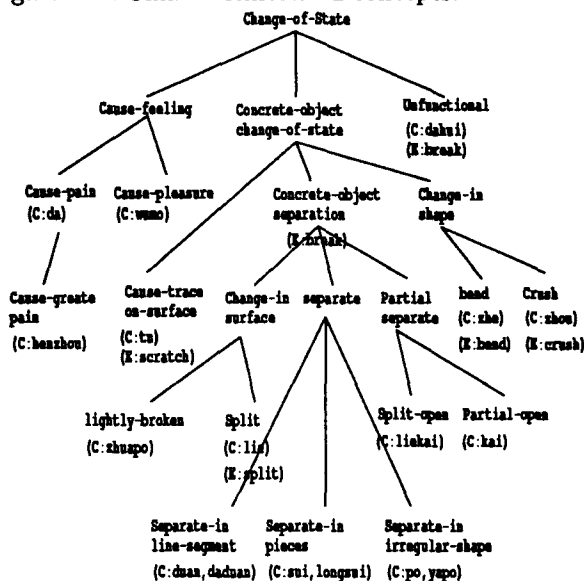 Change-of-State
Cause-feeling
Concrete-object
change-of-state
Unfunctional
(C:dahui)
(E:break)
Cause-pain
(C:da)
Cause-pleasure
Concrete-object
separation
(E:break)
Change-in
shape
Cause-greate
pain
(C:henzhou)
Cause-trace
on-surface
(C:tu)
(E:scratch)
Change-in
surface
separate
Partial
separate
bend
(C:zhe)
(E:bend)
Crush
(C:zhou)
(E:crush)
lightly-broken
(C:zhuapo)
Split
(C:lie)
(E:split)
Split-open
(C:liekai)
Partial-open
(C:kai)
Separate-in
line-segment
(C:duan,daduan)
Separate-in
pieces
(C:sui,longsui)
Separate-in
irregular-shape
(C:po,yapo)